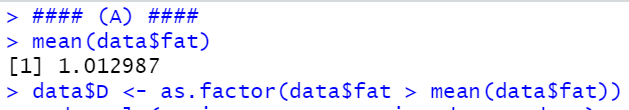 > #### (A) ####
> mean(data$fat)
[1] 1.012987
> data$D <- as.factor(data$fat > mean(data$fat))